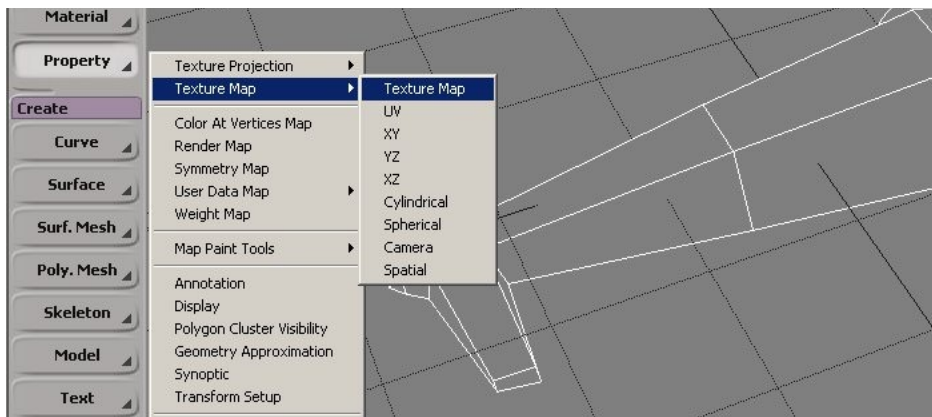 Material
Property
Create
Curve
Surface
Surf. Mesh
Poly. Mesh
Skeleton
Model
Text
Texture Projection
Texture Map
Color At Vertices Map
Render Map
Symmetry Map
User Data Map
Weight Map
Map Paint Tools
Annotation
Display
Polygon Cluster Visibility
Geometry Approximation
Synoptic
Transform Setup
Texture Map
UV
XY
YZ
XZ
Cylindrical
Spherical
Camera
Spatial